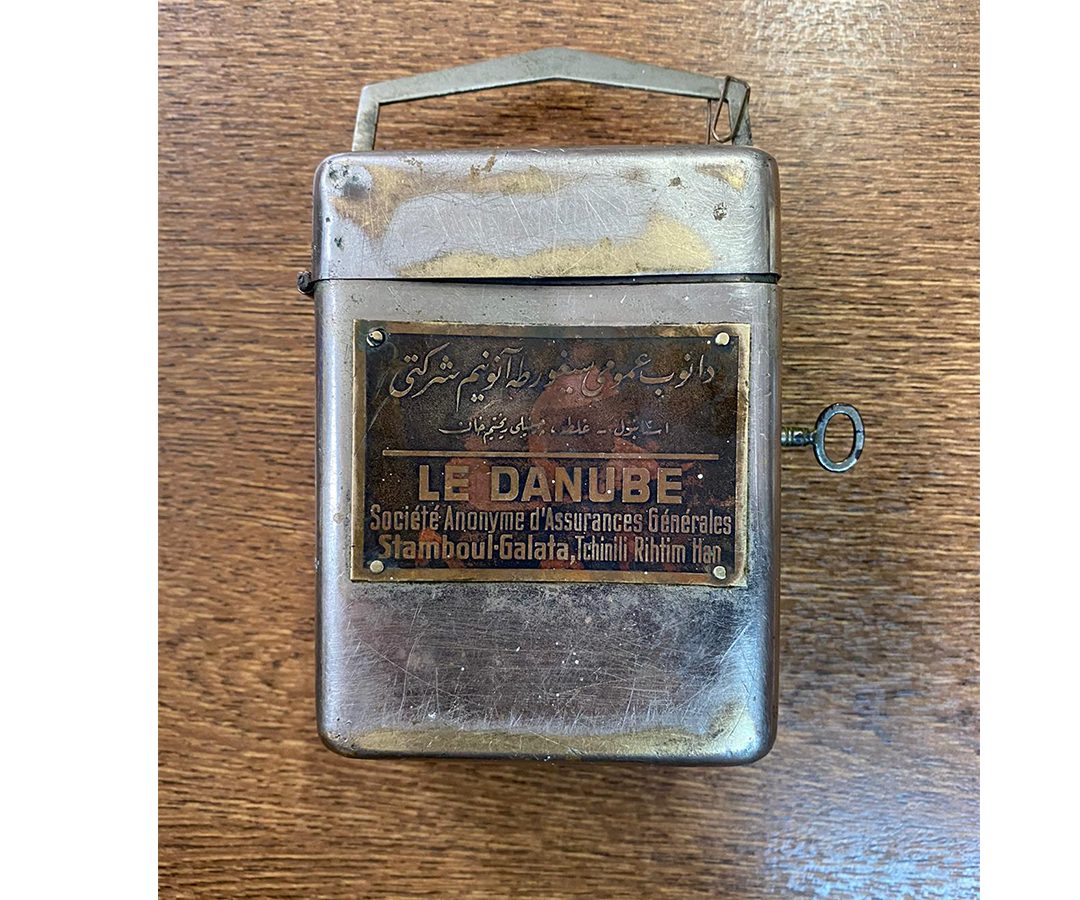 دانوب عمومی سیغورطه آنونیم شرکتی
استانبول - غلطه، چینیلی ریختیم خان
LE DANUBE
Société Anonyme d'Assurances Générales
Stamboul-Galata, Tchinili Rihtim Han